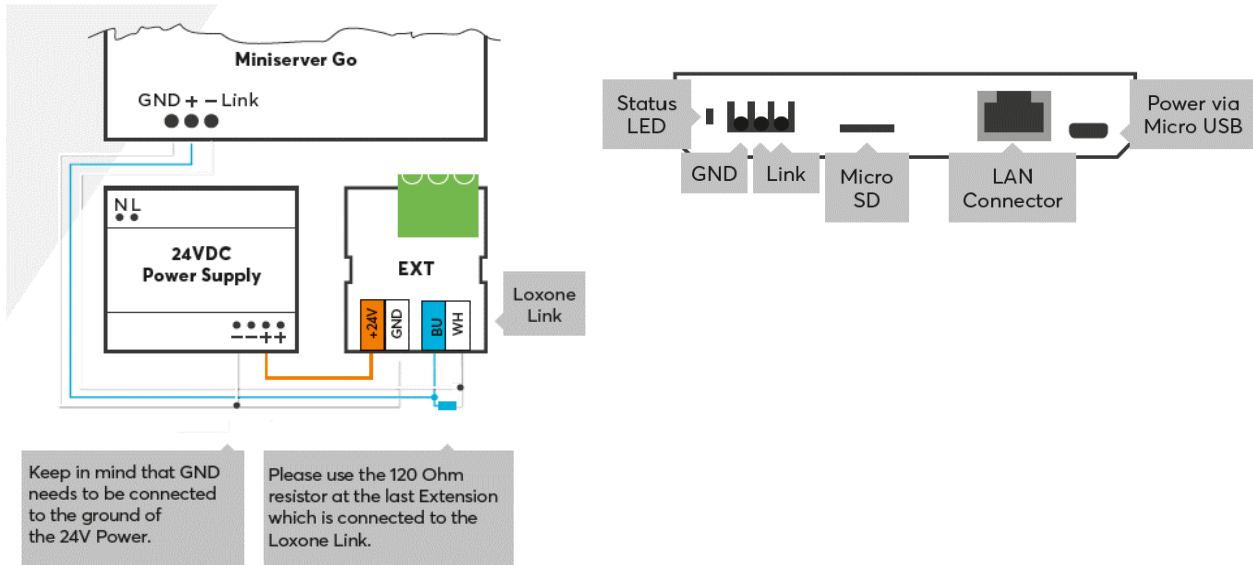 Miniserver Go
GND + – Link
N L
24VDC
Power Supply
– – + +
EXT
+24V
GND
BU
WH
Loxone
Link
Keep in mind that GND
needs to be connected
to the ground of
the 24V Power.
Please use the 120 Ohm
resistor at the last Extension
which is connected to the
Loxone Link.
Status
LED
GND
Link
Micro
SD
LAN
Connector
Power via
Micro USB